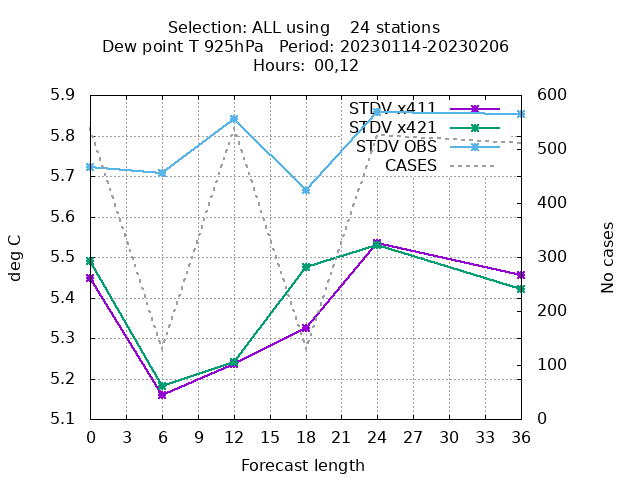 Selection: ALL using    24 stations
Dew point T 925hPa   Period: 20230114-20230206
Hours:  00,12
STDV x411
STDV x421
STDV OBS
CASES
5.9
5.8
5.7
5.6
5.5
5.4
5.3
5.2
5.1
600
500
400
300
200
100
0
deg C
No cases
0 3 6 9 12 15 18 21 24 27 30 33 36
Forecast length